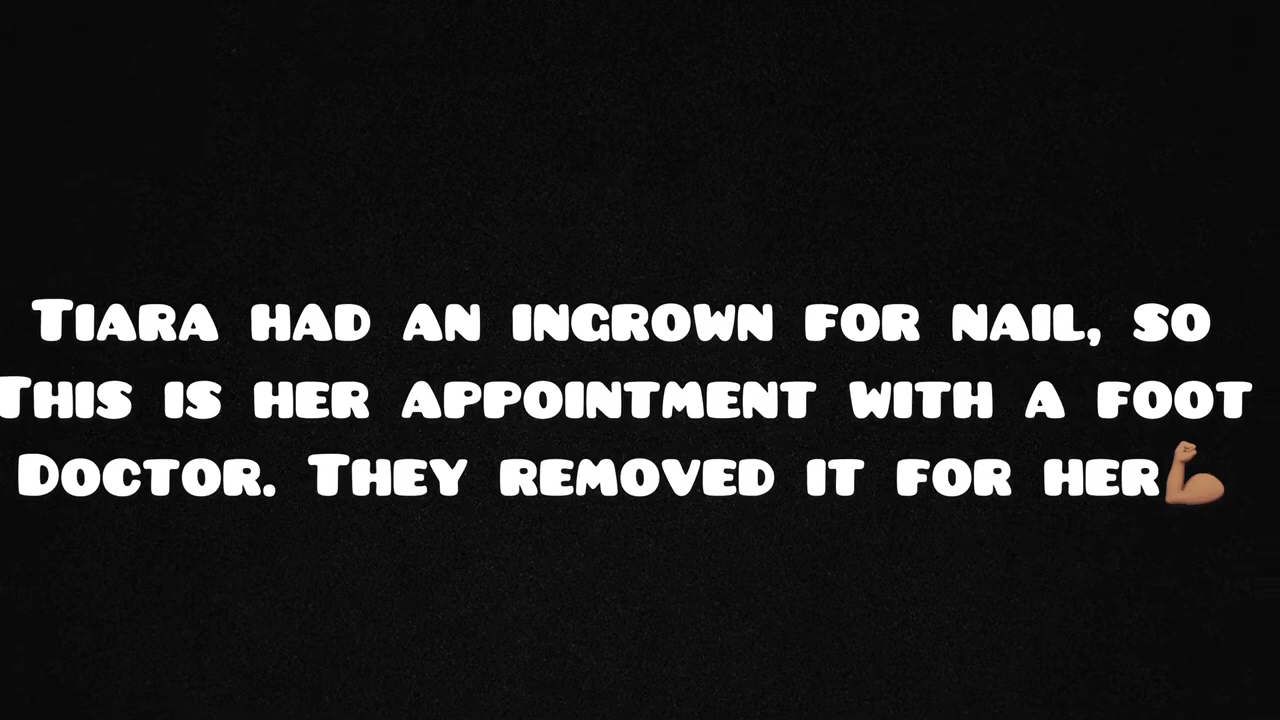 Tiara had an ingrown for nail, so
This is her appointment with a foot
Doctor. They removed it for her💪🏽